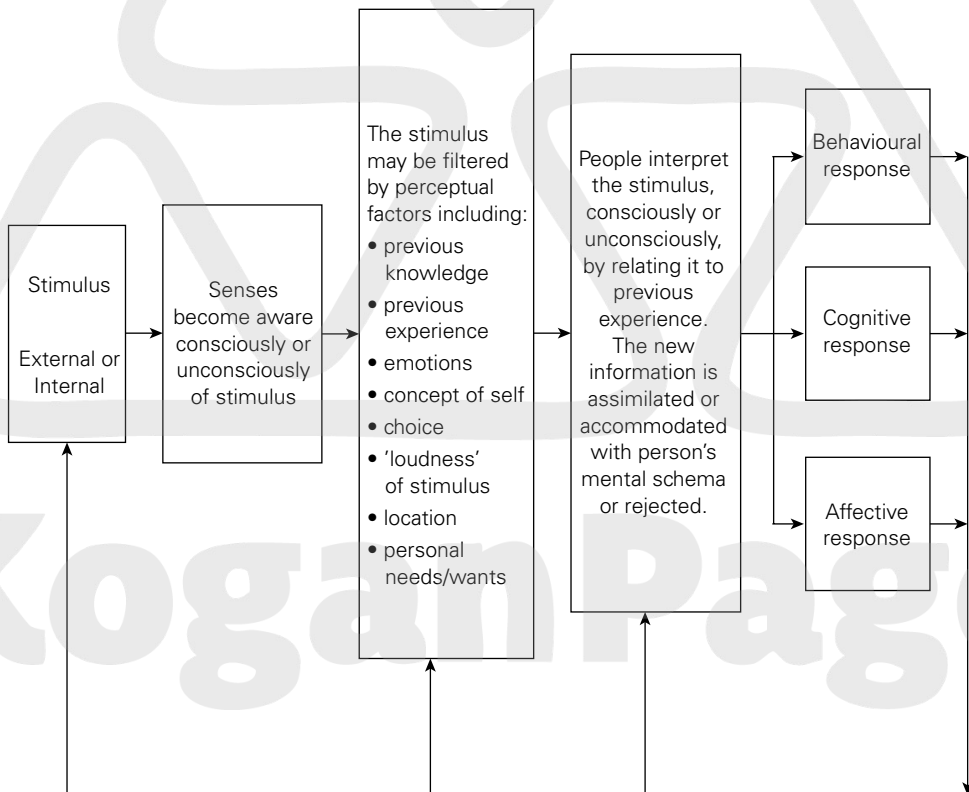 Stimulus
External or
Internal
Senses
become aware
consciously or
unconsciously
of stimulus
The stimulus
may be filtered
by perceptual
factors including:
• previous
knowledge
• previous
experience
• emotions
• concept of self
• choice
• 'loudness'
of stimulus
• location
• personal
needs/wants
People interpret
the stimulus,
consciously or
unconsciously,
by relating it to
previous
experience.
The new
information is
assimilated or
accommodated
with person's
mental schema
or rejected.
Behavioural
response
Cognitive
response
Affective
response
KoganPage